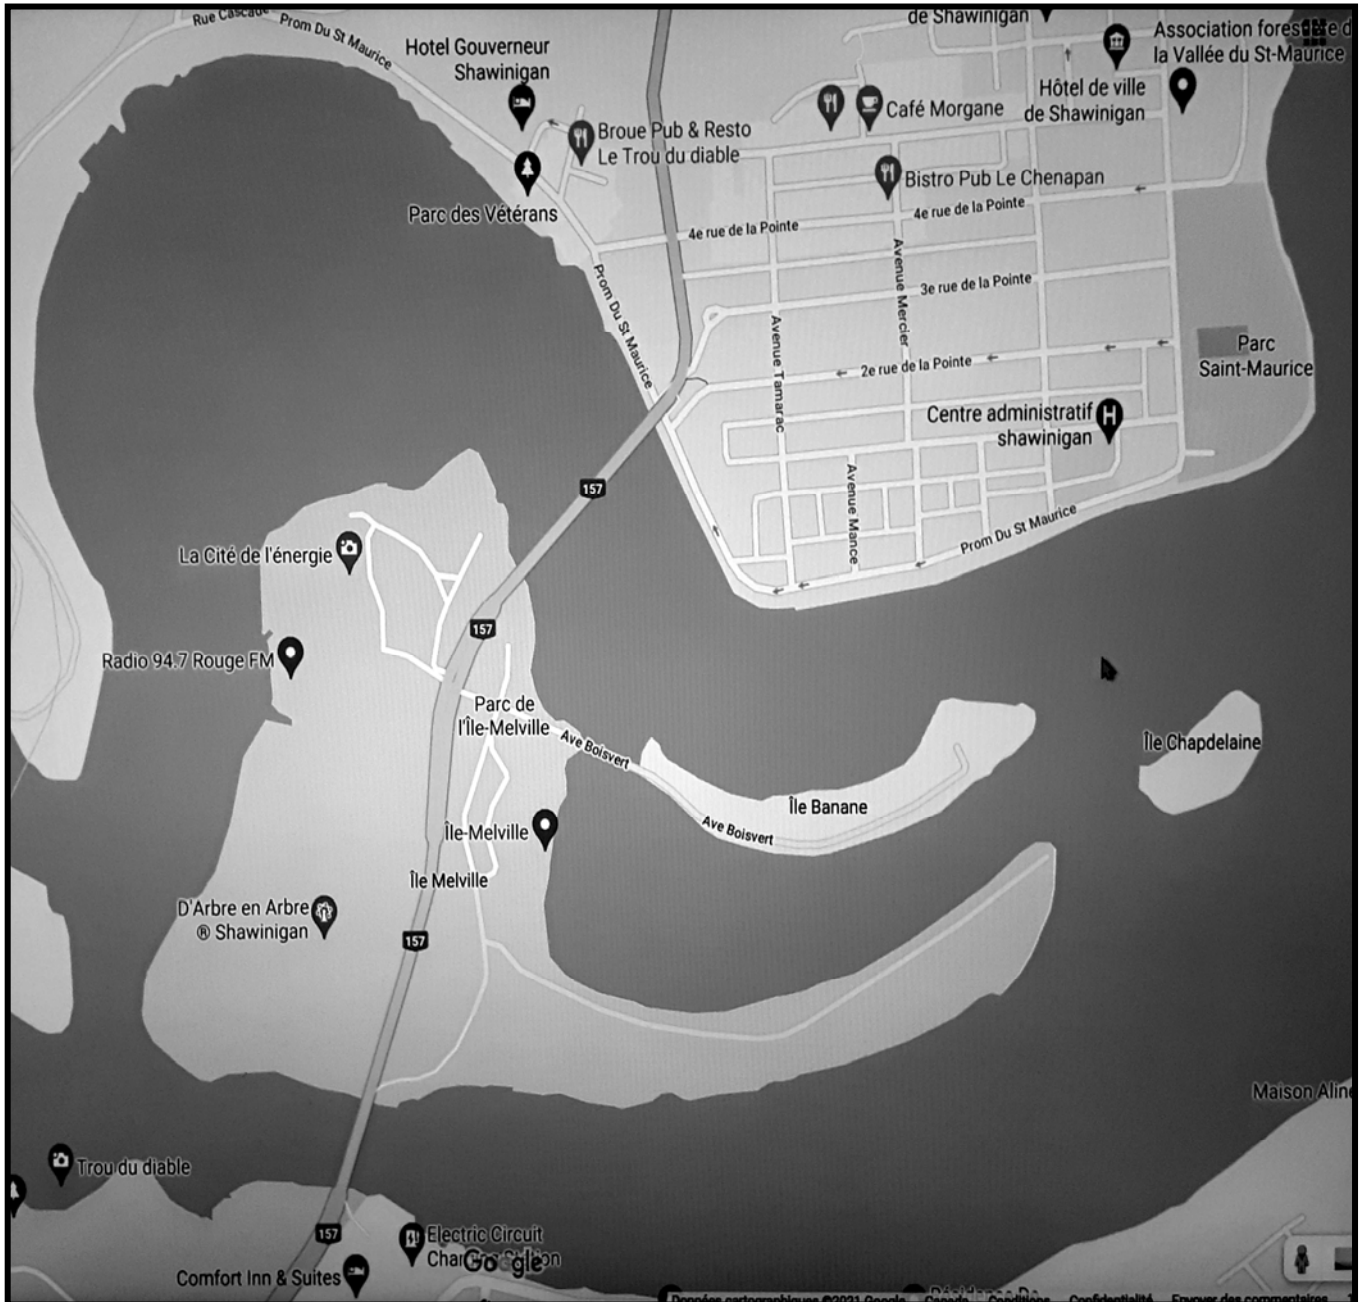 Rue Cascade
Prom Du St Maurice
de Shawinigan
Hotel Gouverneur
Shawinigan
Association forestière d
la Vallée du St-Maurice
Hôtel de ville
de Shawinigan
Café Morgane
Broue Pub & Resto
Le Trou du diable
Bistro Pub Le Chenapan
Parc des Vétérans
4e rue de la Pointe
4e rue de la Pointe
Avenue Mercier
Prom Du St Maurice
3e rue de la Pointe
Avenue Tamarac
Parc
Saint-Maurice
2e rue de la Pointe
Centre administratif
shawinigan
H
157
Avenue Mance
Prom Du St Maurice
La Cité de l'énergie
157
Radio 94.7 Rouge FM
Parc de
l'Île-Melville
Ave Boisvert
Île Chapdelaine
Île Banane
Ave Boisvert
Île-Melville
Île Melville
D'Arbre en Arbre
® Shawinigan
157
Maison Aline
Trou du diable
157
Electric Circuit
Charging Station
Google
Comfort Inn & Suites
Données cartographiques ©2021 Google
Canada
Conditions
Confidentialité
Envoyer des commentaires